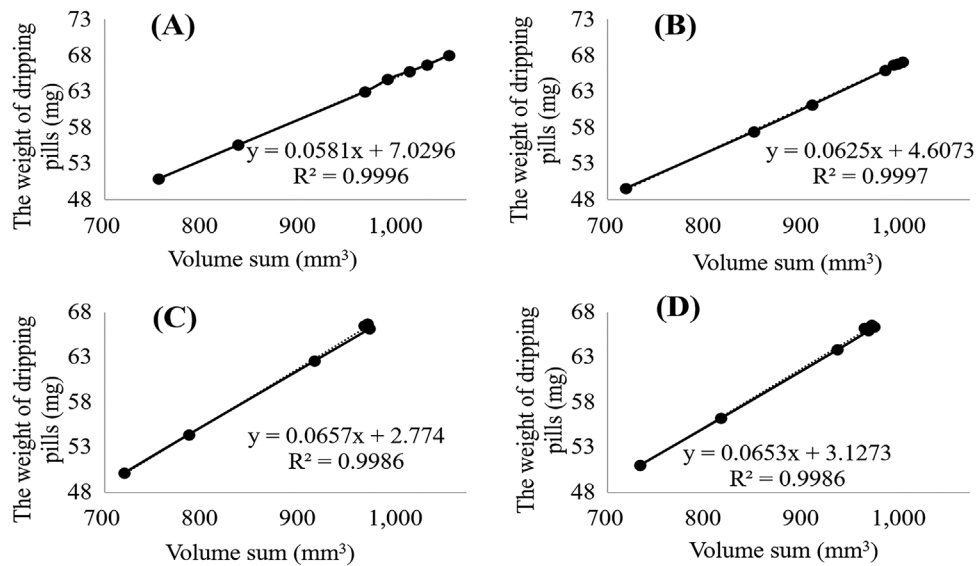 (A)
The weight of dripping
pills (mg)
73
68
63
58
53
48
y = 0.0581x + 7.0296
R² = 0.9996
700
800
900
1,000
Volume sum (mm³)
(B)
The weight of dripping
pills (mg)
73
68
63
58
53
48
y = 0.0625x + 4.6073
R² = 0.9997
700
800
900
1,000
Volume sum (mm³)
(C)
The weight of dripping
pills (mg)
68
63
58
53
48
y = 0.0657x + 2.774
R² = 0.9986
700
800
900
1,000
Volume sum (mm³)
(D)
The weight of dripping
pills (mg)
68
63
58
53
48
y = 0.0653x + 3.1273
R² = 0.9986
700
800
900
1,000
Volume sum (mm³)